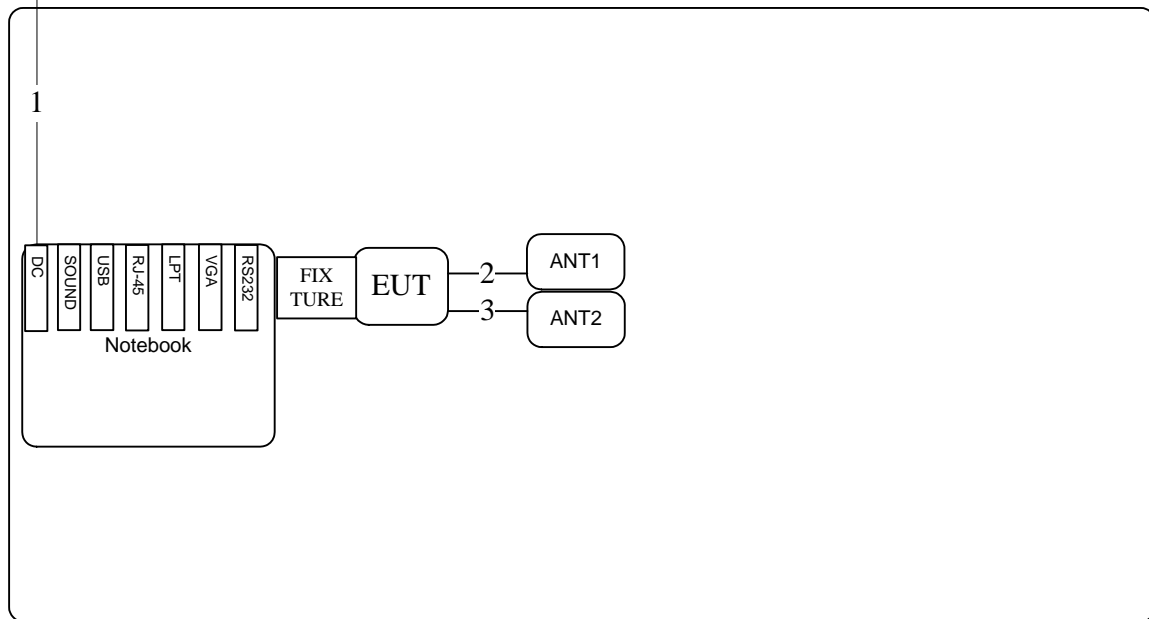 1
DC
SOUND
USB
RJ-45
LPT
VGA
RS232
Notebook
FIX
TURE
EUT
2
3
ANT1
ANT2